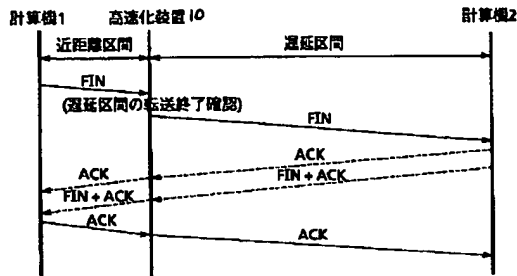 計算機1
高速化装置10
計算機2
近距離区間
遅延区間
FIN
(遅延区間の転送終了確認)
FIN
ACK
ACK
FIN+ACK
FIN+ACK
ACK
ACK